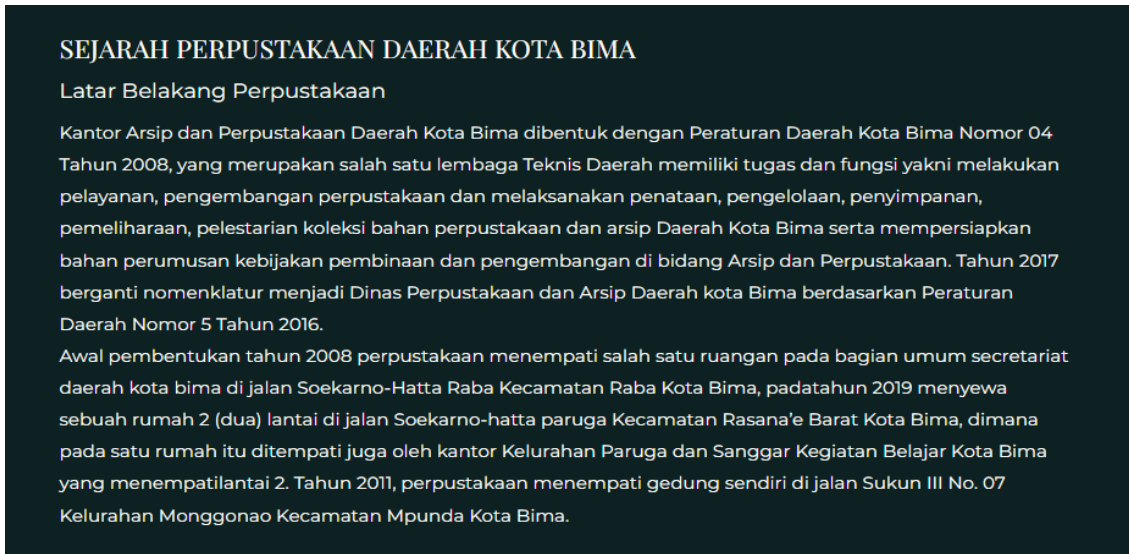 SEJARAH PERPUSTAKAAN DAERAH KOTA BIMA
Latar Belakang Perpustakaan
Kantor Arsip dan Perpustakaan Daerah Kota Bima dibentuk dengan Peraturan Daerah Kota Bima Nomor 04
Tahun 2008, yang merupakan salah satu lembaga Teknis Daerah memiliki tugas dan fungsi yakni melakukan
pelayanan, pengembangan perpustakaan dan melaksanakan penataan, pengelolaan, penyimpanan,
pemeliharaan, pelestarian koleksi bahan perpustakaan dan arsip Daerah Kota Bima serta mempersiapkan
bahan perumusan kebijakan pembinaan dan pengembangan di bidang Arsip dan Perpustakaan. Tahun 2017
berganti nomenklatur menjadi Dinas Perpustakaan dan Arsip Daerah kota Bima berdasarkan Peraturan
Daerah Nomor 5 Tahun 2016.
Awal pembentukan tahun 2008 perpustakaan menempati salah satu ruangan pada bagian umum secretariat
daerah kota bima di jalan Soekarno-Hatta Raba Kecamatan Raba Kota Bima, padatahun 2019 menyewa
sebuah rumah 2 (dua) lantai di jalan Soekarno-hatta paruga Kecamatan Rasana’e Barat Kota Bima, dimana
pada satu rumah itu ditempati juga oleh kantor Kelurahan Paruga dan Sanggar Kegiatan Belajar Kota Bima
yang menempatilantai 2. Tahun 2011, perpustakaan menempati gedung sendiri di jalan Sukun III No. 07
Kelurahan Monggonao Kecamatan Mpunda Kota Bima.